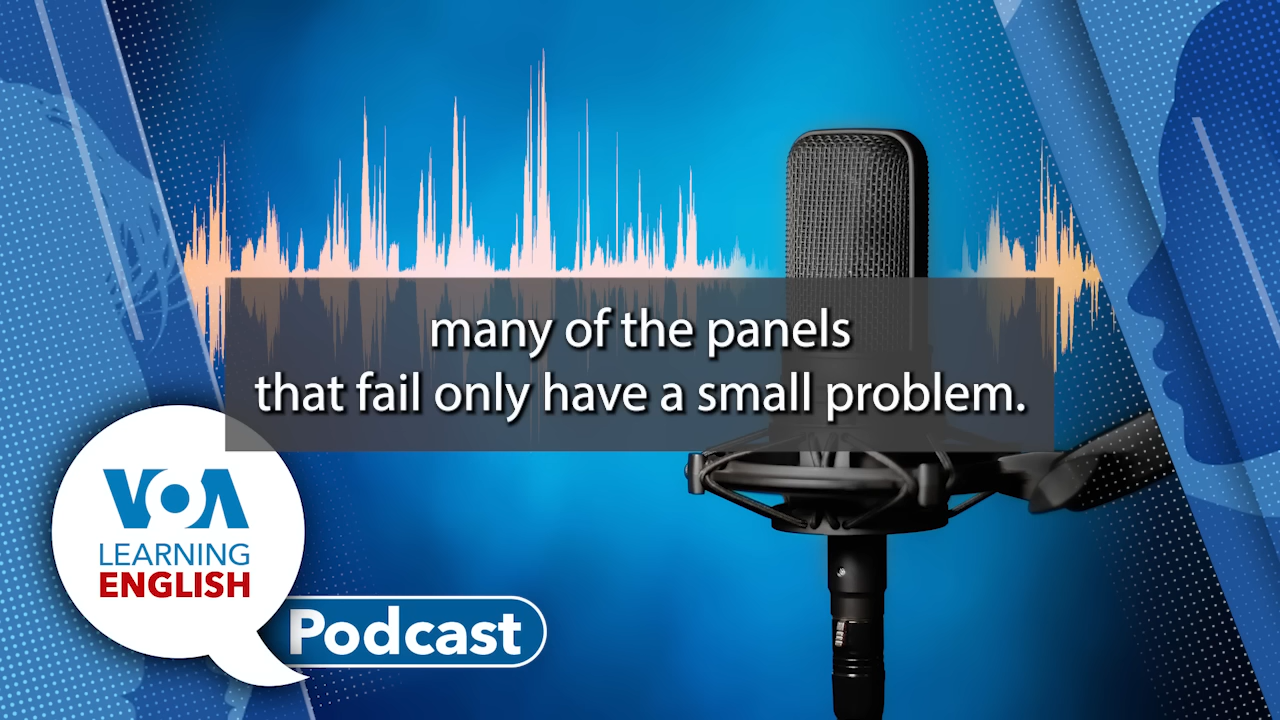 many of the panels
that fail only have a small problem.
VOA
LEARNING
ENGLISH
Podcast